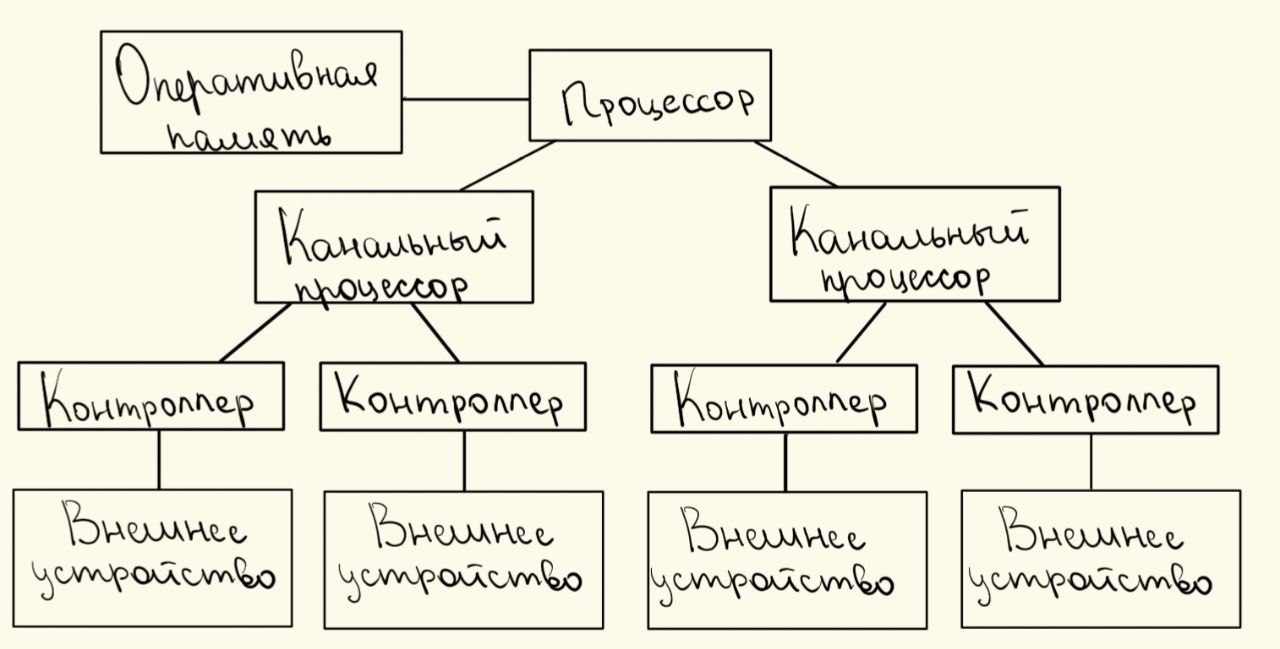 Оперативная
память
Процессор
Канальный
процессор
Канальный
процессор
Контроллер
Контроллер
Контроллер
Контроллер
Внешнее
устройство
Внешнее
устройство
Внешнее
устройство
Внешнее
устройство